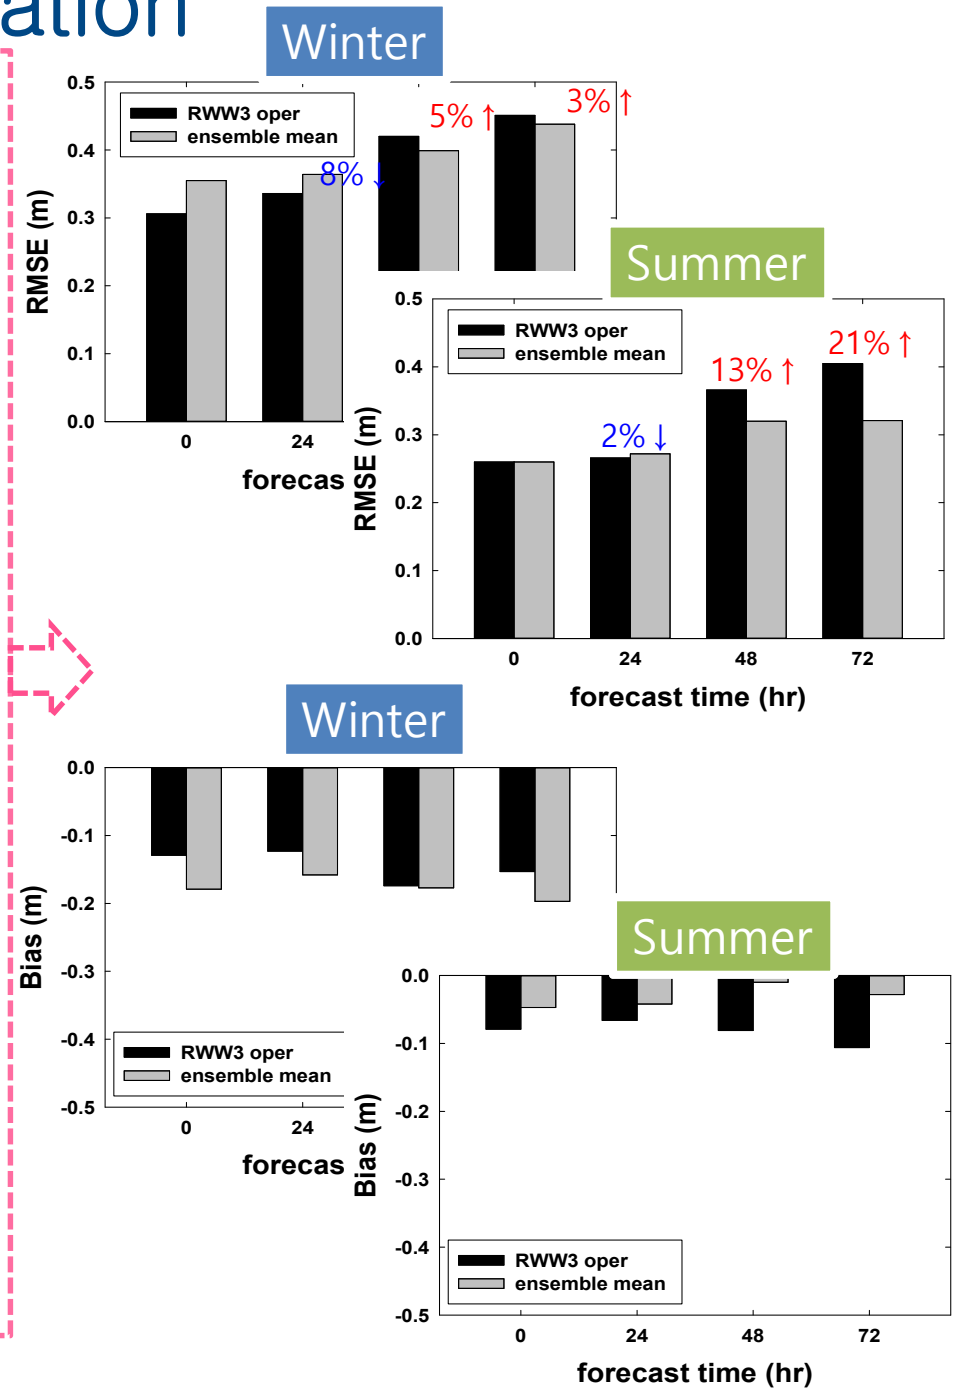 ation
Winter
0.5
0.4
0.3
0.2
0.1
0.0
RMSE (m)
RWW3 oper
ensemble mean
8% ↓
5% ↑
3% ↑
0
24
forecas
Summer
0.5
0.4
0.3
0.2
0.1
0.0
RMSE (m)
RWW3 oper
ensemble mean
2% ↓
13% ↑
21% ↑
0
24
48
72
forecast time (hr)
Winter
0.0
-0.1
-0.2
-0.3
-0.4
-0.5
Bias (m)
RWW3 oper
ensemble mean
0
24
forecas
Summer
0.0
-0.1
-0.2
-0.3
-0.4
-0.5
Bias (m)
RWW3 oper
ensemble mean
0
24
48
72
forecast time (hr)